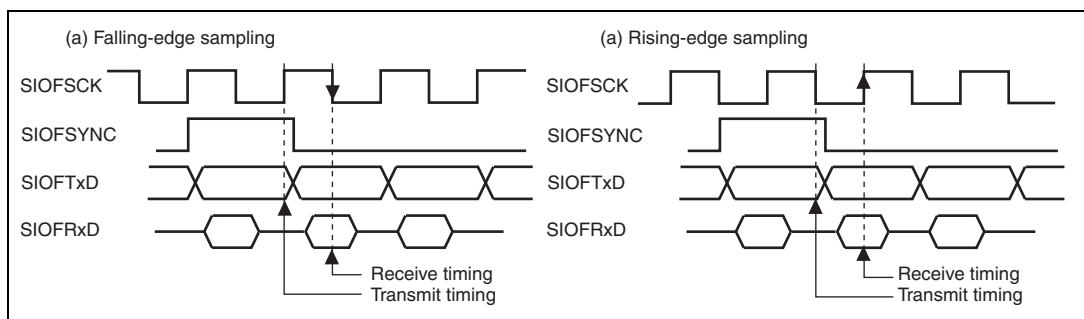 (a) Falling-edge sampling
SIOFSCK
SIOFSYNC
SIOFTxD
SIOFRxD
Receive timing
Transmit timing
(a) Rising-edge sampling
SIOFSCK
SIOFSYNC
SIOFTxD
SIOFRxD
Receive timing
Transmit timing